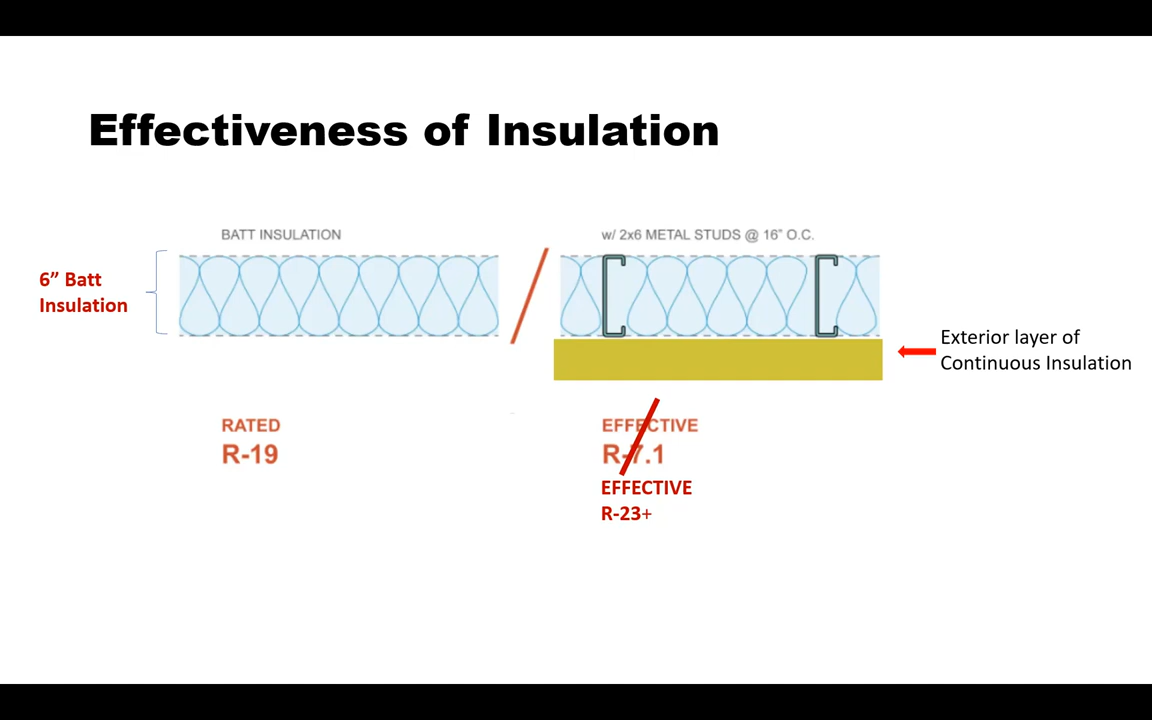 Effectiveness of Insulation
BATT INSULATION
w/ 2x6 METAL STUDS @ 16” O.C.
6” Batt
Insulation
Exterior layer of
Continuous Insulation
RATED
R-19
EFFECTIVE
R-7.1
EFFECTIVE
R-23+